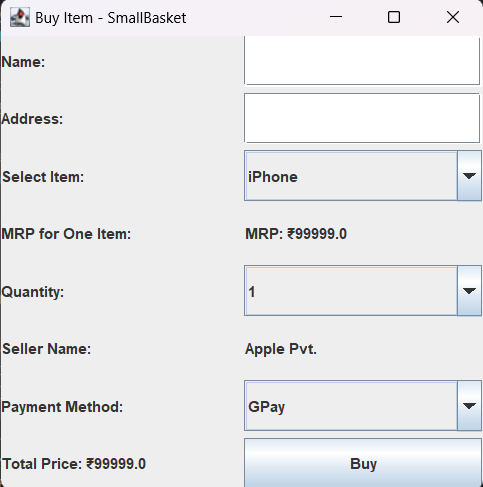 Buy Item - SmallBasket
Name:
Address:
Select Item: iPhone
MRP for One Item: MRP: ₹99999.0
Quantity: 1
Seller Name: Apple Pvt.
Payment Method: GPay
Total Price: ₹99999.0 Buy